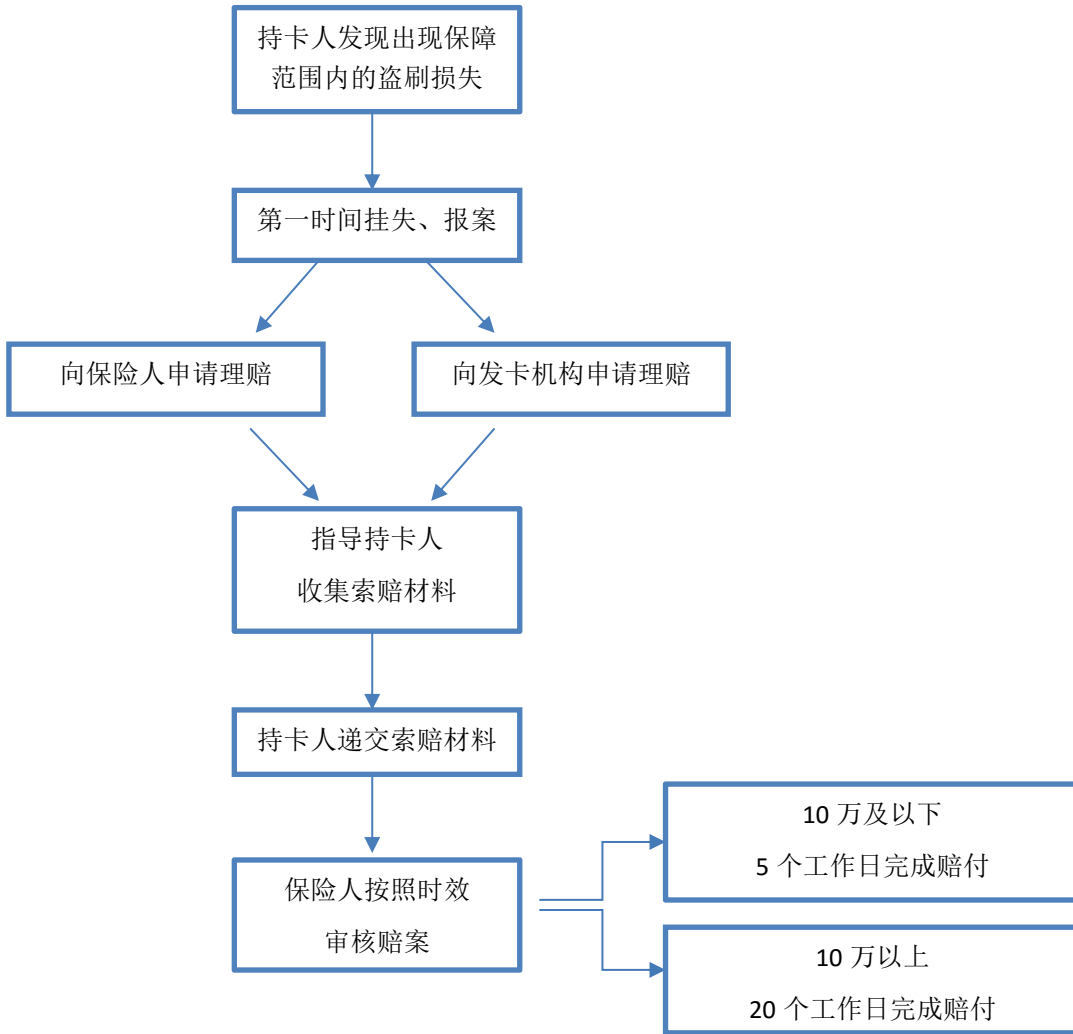 持卡人发现出现保障
范围内的盗刷损失
第一时间挂失、报案
向保险人申请理赔
向发卡机构申请理赔
指导持卡人
收集索赔材料
持卡人递交索赔材料
保险人按照时效
审核赔案
10 万及以下
5 个工作日完成赔付
10 万以上
20 个工作日完成赔付